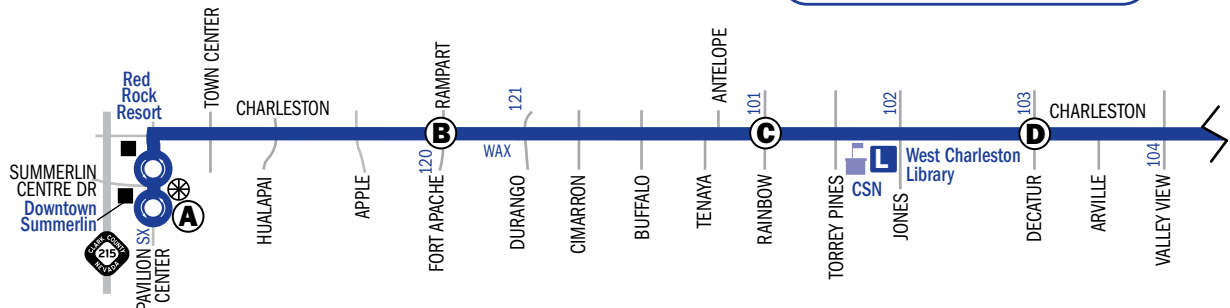 Red
Rock
Resort
TOWN CENTER
CHARLESTON
RAMPART
B
120
WAX
121
ANTELOPE
101
C
102
103
D
CHARLESTON
104
L
West Charleston
Library
CSN
SUMMERLIN
CENTRE DR
Downtown
Summerlin
A
SX
CLARK COUNTY
215
NEVADA
PAVILION
CENTER
HUALAPAI
APPLE
FORT APACHE
DURANGO
CIMARRON
BUFFALO
TENAYA
RAINBOW
TORREY PINES
JONES
DECATUR
ARVILLE
VALLEY VIEW